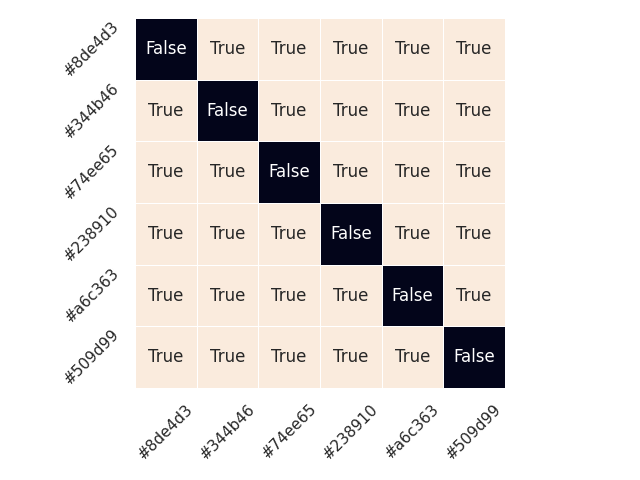 #8de4d3 False True True True True True
#344b46 True False True True True True
#74ee65 True True False True True True
#238910 True True True False True True
#a6c363 True True True True False True
#509d99 True True True True True False
#8de4d3 #344b46 #74ee65 #238910 #a6c363 #509d99